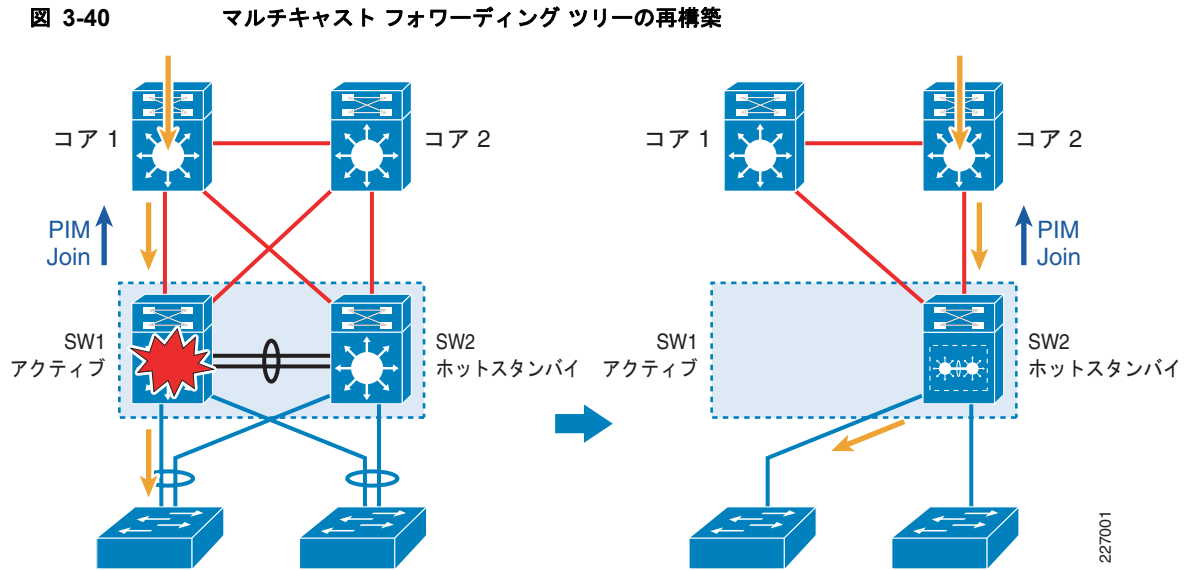 図 3-40 マルチキャスト フォワーディング ツリーの再構築
コア 1
コア 2
PIM
Join
SW1
アクティブ
SW2
ホットスタンバイ
コア 1
コア 2
PIM
Join
SW1
アクティブ
SW2
ホットスタンバイ
227001